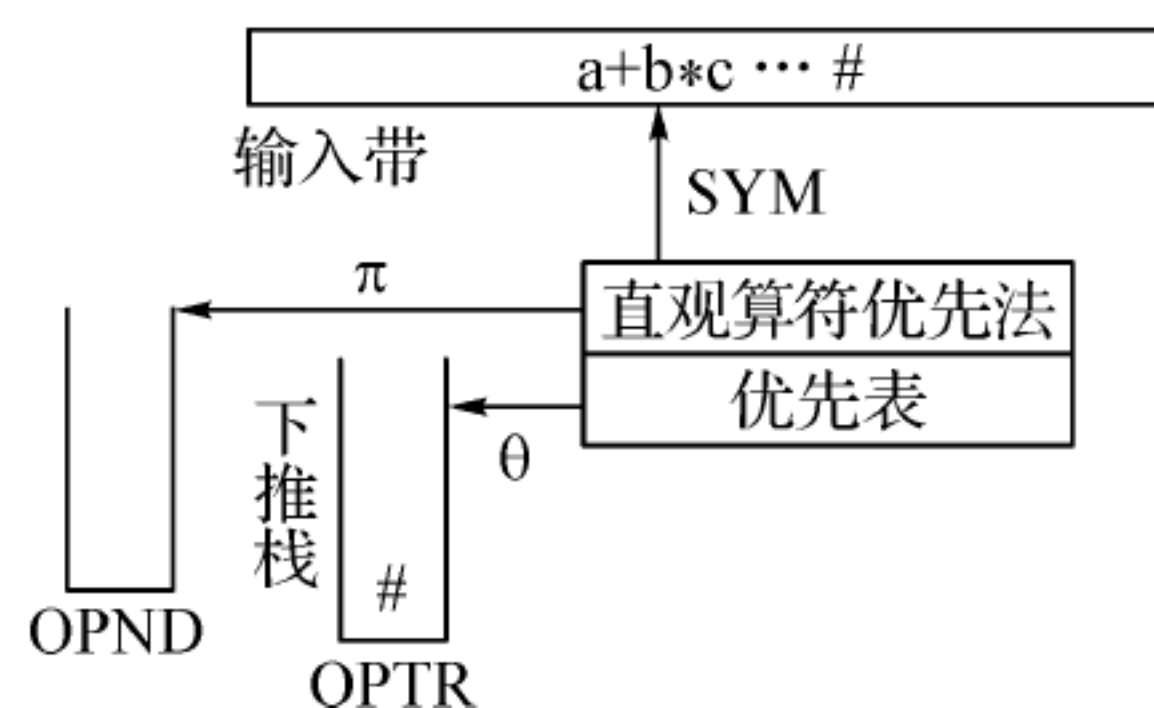 a+b*c … #
输入带
SYM
π
直观算符优先法
优先表
θ
下推栈
#
OPND
OPTR